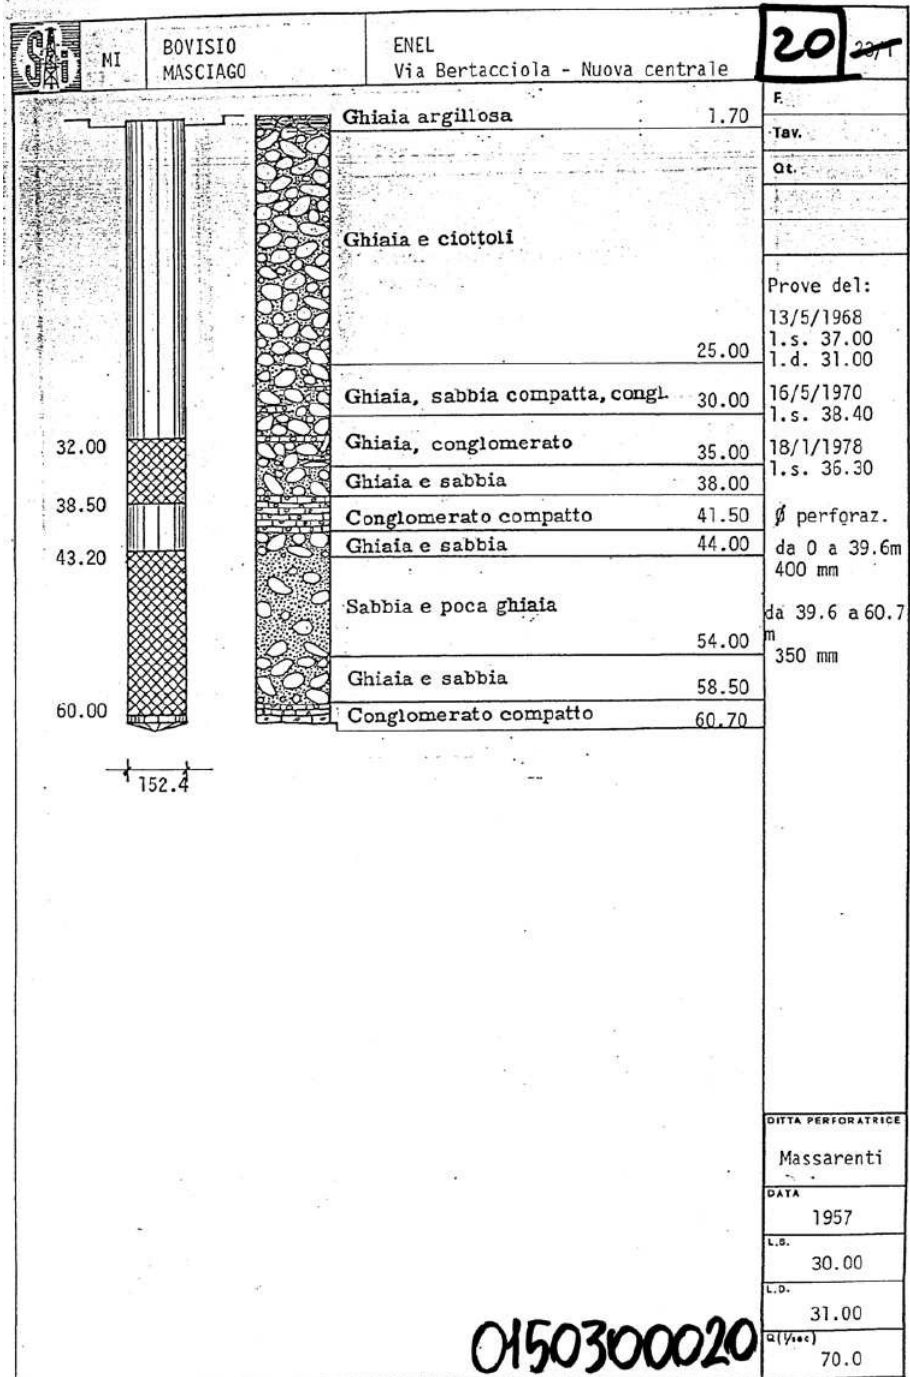 SAi
MI
BOVISIO
MASCIAGO
ENEL
Via Bertacciola - Nuova centrale
20
F.
Tav.
Qt.
Ghiaia argillosa 1.70
Ghiaia e ciottoli
25.00
Ghiaia, sabbia compatta, congl. 30.00
Ghiaia, conglomerato 35.00
Ghiaia e sabbia 38.00
Conglomerato compatto 41.50
Ghiaia e sabbia 44.00
Sabbia e poca ghiaia
54.00
Ghiaia e sabbia 58.50
Conglomerato compatto 60.70
32.00
38.50
43.20
60.00
152.4
Prove del:
13/5/1968
l.s. 37.00
l.d. 31.00
16/5/1970
l.s. 38.40
18/1/1978
l.s. 36.30
Ø perforaz.
da 0 a 39.6m
400 mm
da 39.6 a 60.7
m
350 mm
DITTA PERFORATRICE
Massarenti
DATA
1957
L.S.
30.00
L.D.
31.00
Q(l/sec)
70.0
0150300020